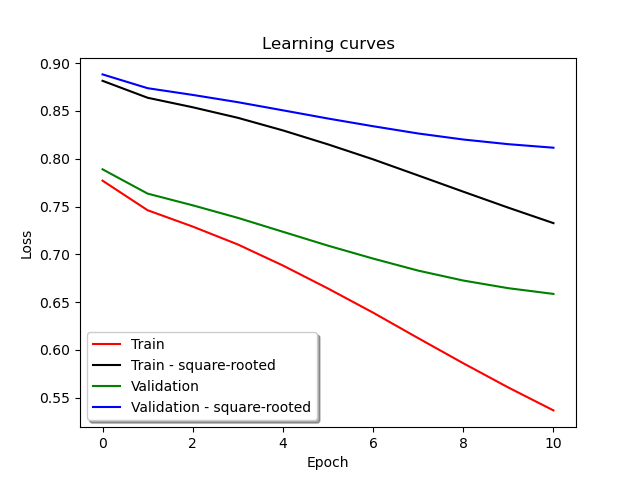 Learning curves
Loss
0.90
0.85
0.80
0.75
0.70
0.65
0.60
0.55
Train
Train - square-rooted
Validation
Validation - square-rooted
0 2 4 6 8 10
Epoch